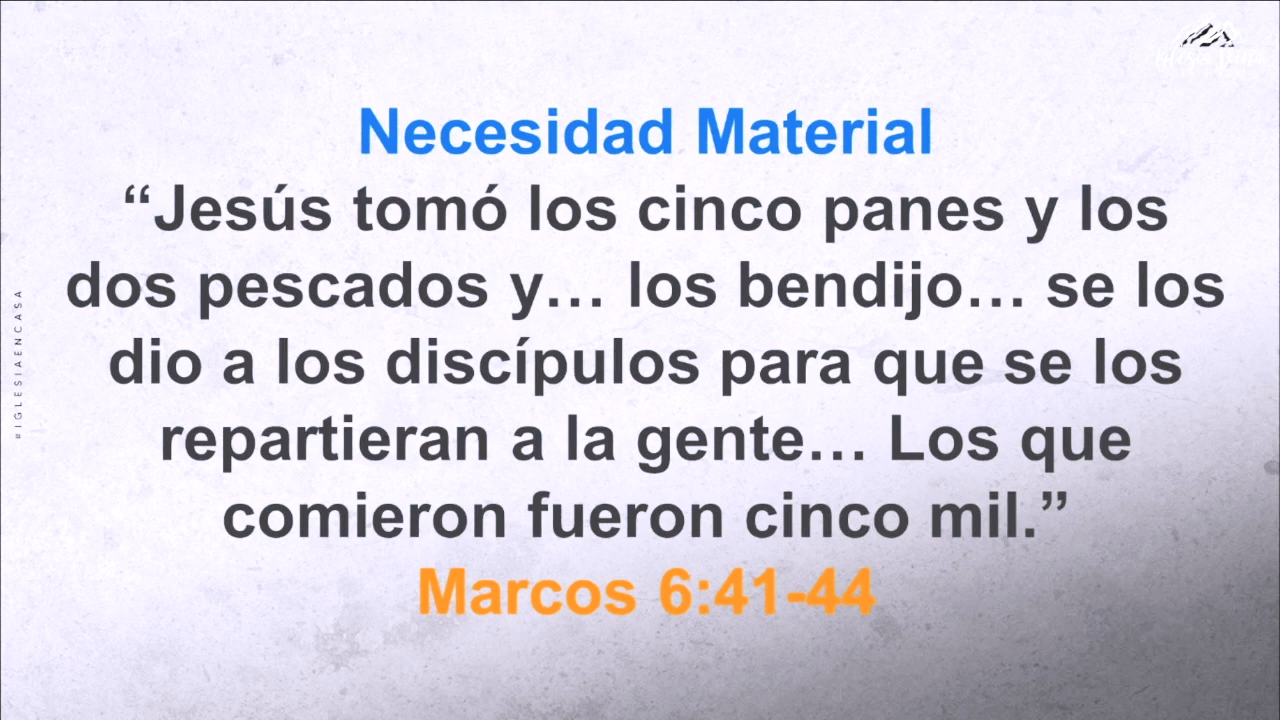 Necesidad Material
“Jesús tomó los cinco panes y los
dos pescados y… los bendijo… se los
dio a los discípulos para que se los
repartieran a la gente… Los que
comieron fueron cinco mil.”
Marcos 6:41-44
#IGLESIAENCASA